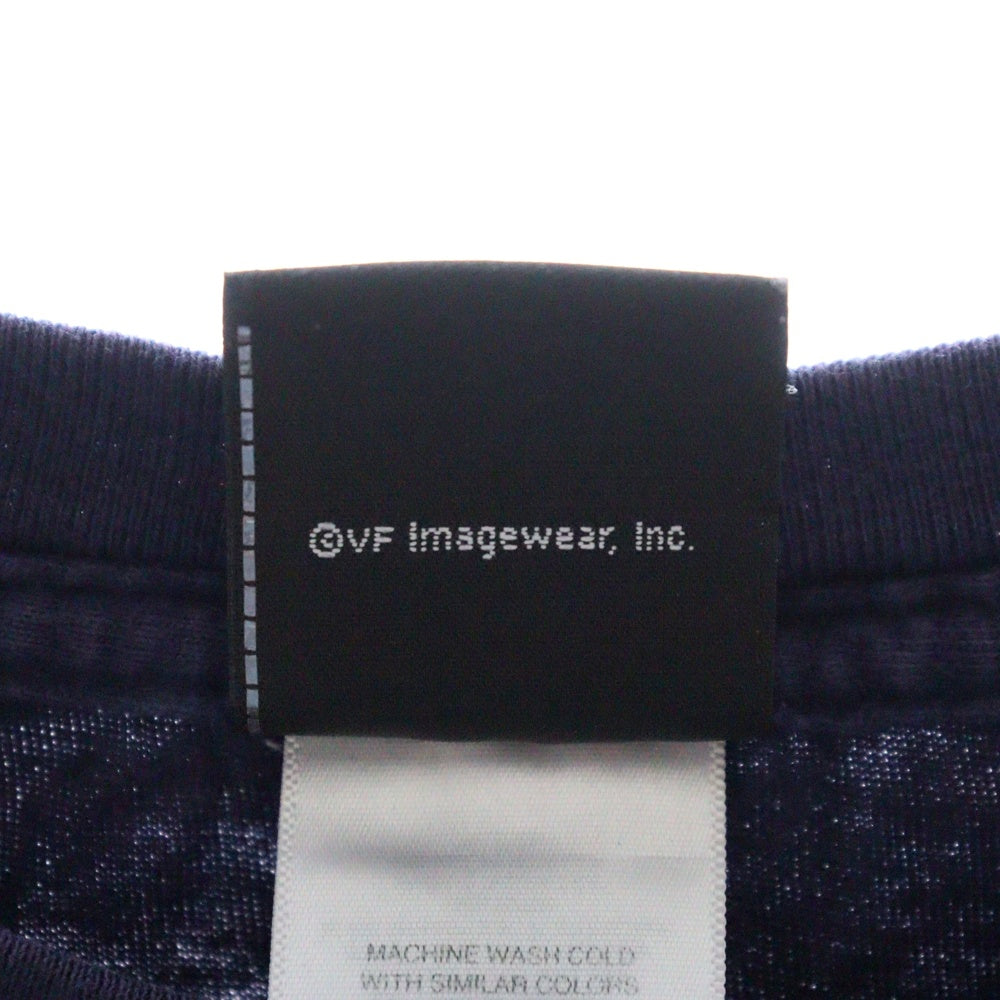 ©VF Imagewear, Inc.
MACHINE WASH COLD
WITH SIMILAR COLORS